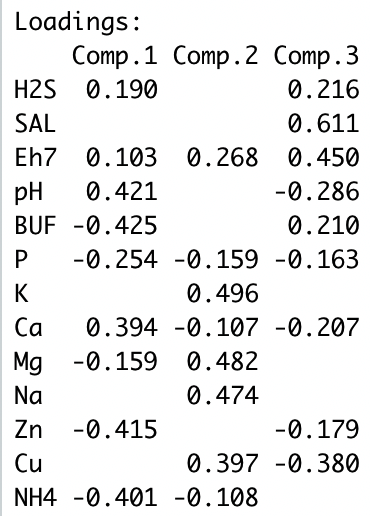 Loadings:
    Comp.1 Comp.2 Comp.3
H2S  0.190         0.216
SAL                0.611
Eh7  0.103  0.268  0.450
pH   0.421        -0.286
BUF -0.425         0.210
P   -0.254 -0.159 -0.163
K           0.496
Ca   0.394 -0.107 -0.207
Mg  -0.159  0.482
Na          0.474
Zn  -0.415        -0.179
Cu          0.397 -0.380
NH4 -0.401 -0.108